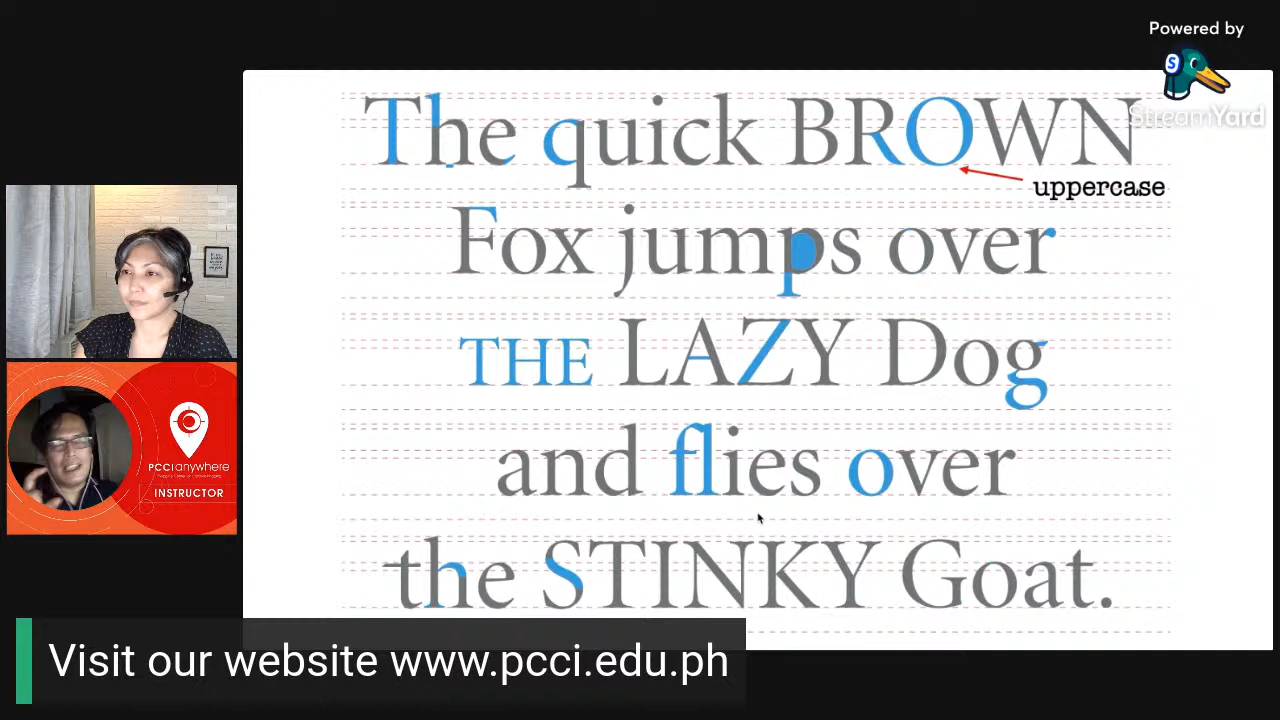 Powered by
StreamYard
The quick BROWN
uppercase
Fox jumps over
THE LAZY Dog
and flies over
the STINKY Goat.
PCCI anywhere
INSTRUCTOR
Visit our website www.pcci.edu.ph